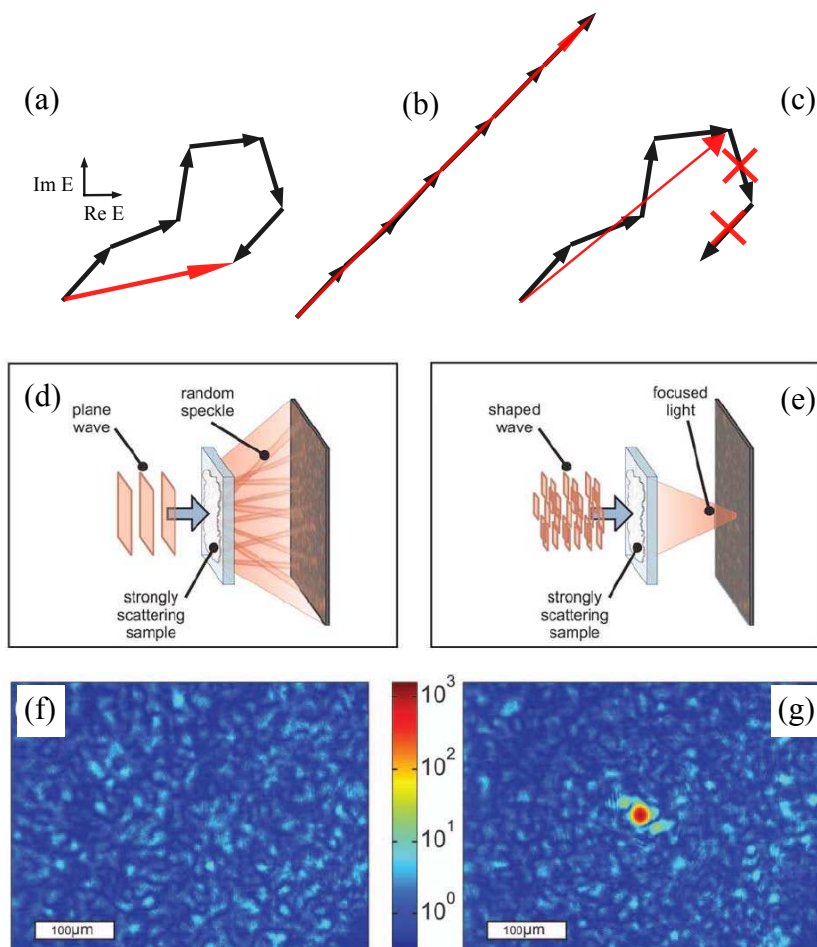 (a)
(b)
(c)
Im E
Re E
(d)
plane
wave
random
speckle
strongly
scattering
sample
(e)
shaped
wave
focused
light
strongly
scattering
sample
(f)
100μm
10³
10²
10¹
10⁰
(g)
100μm